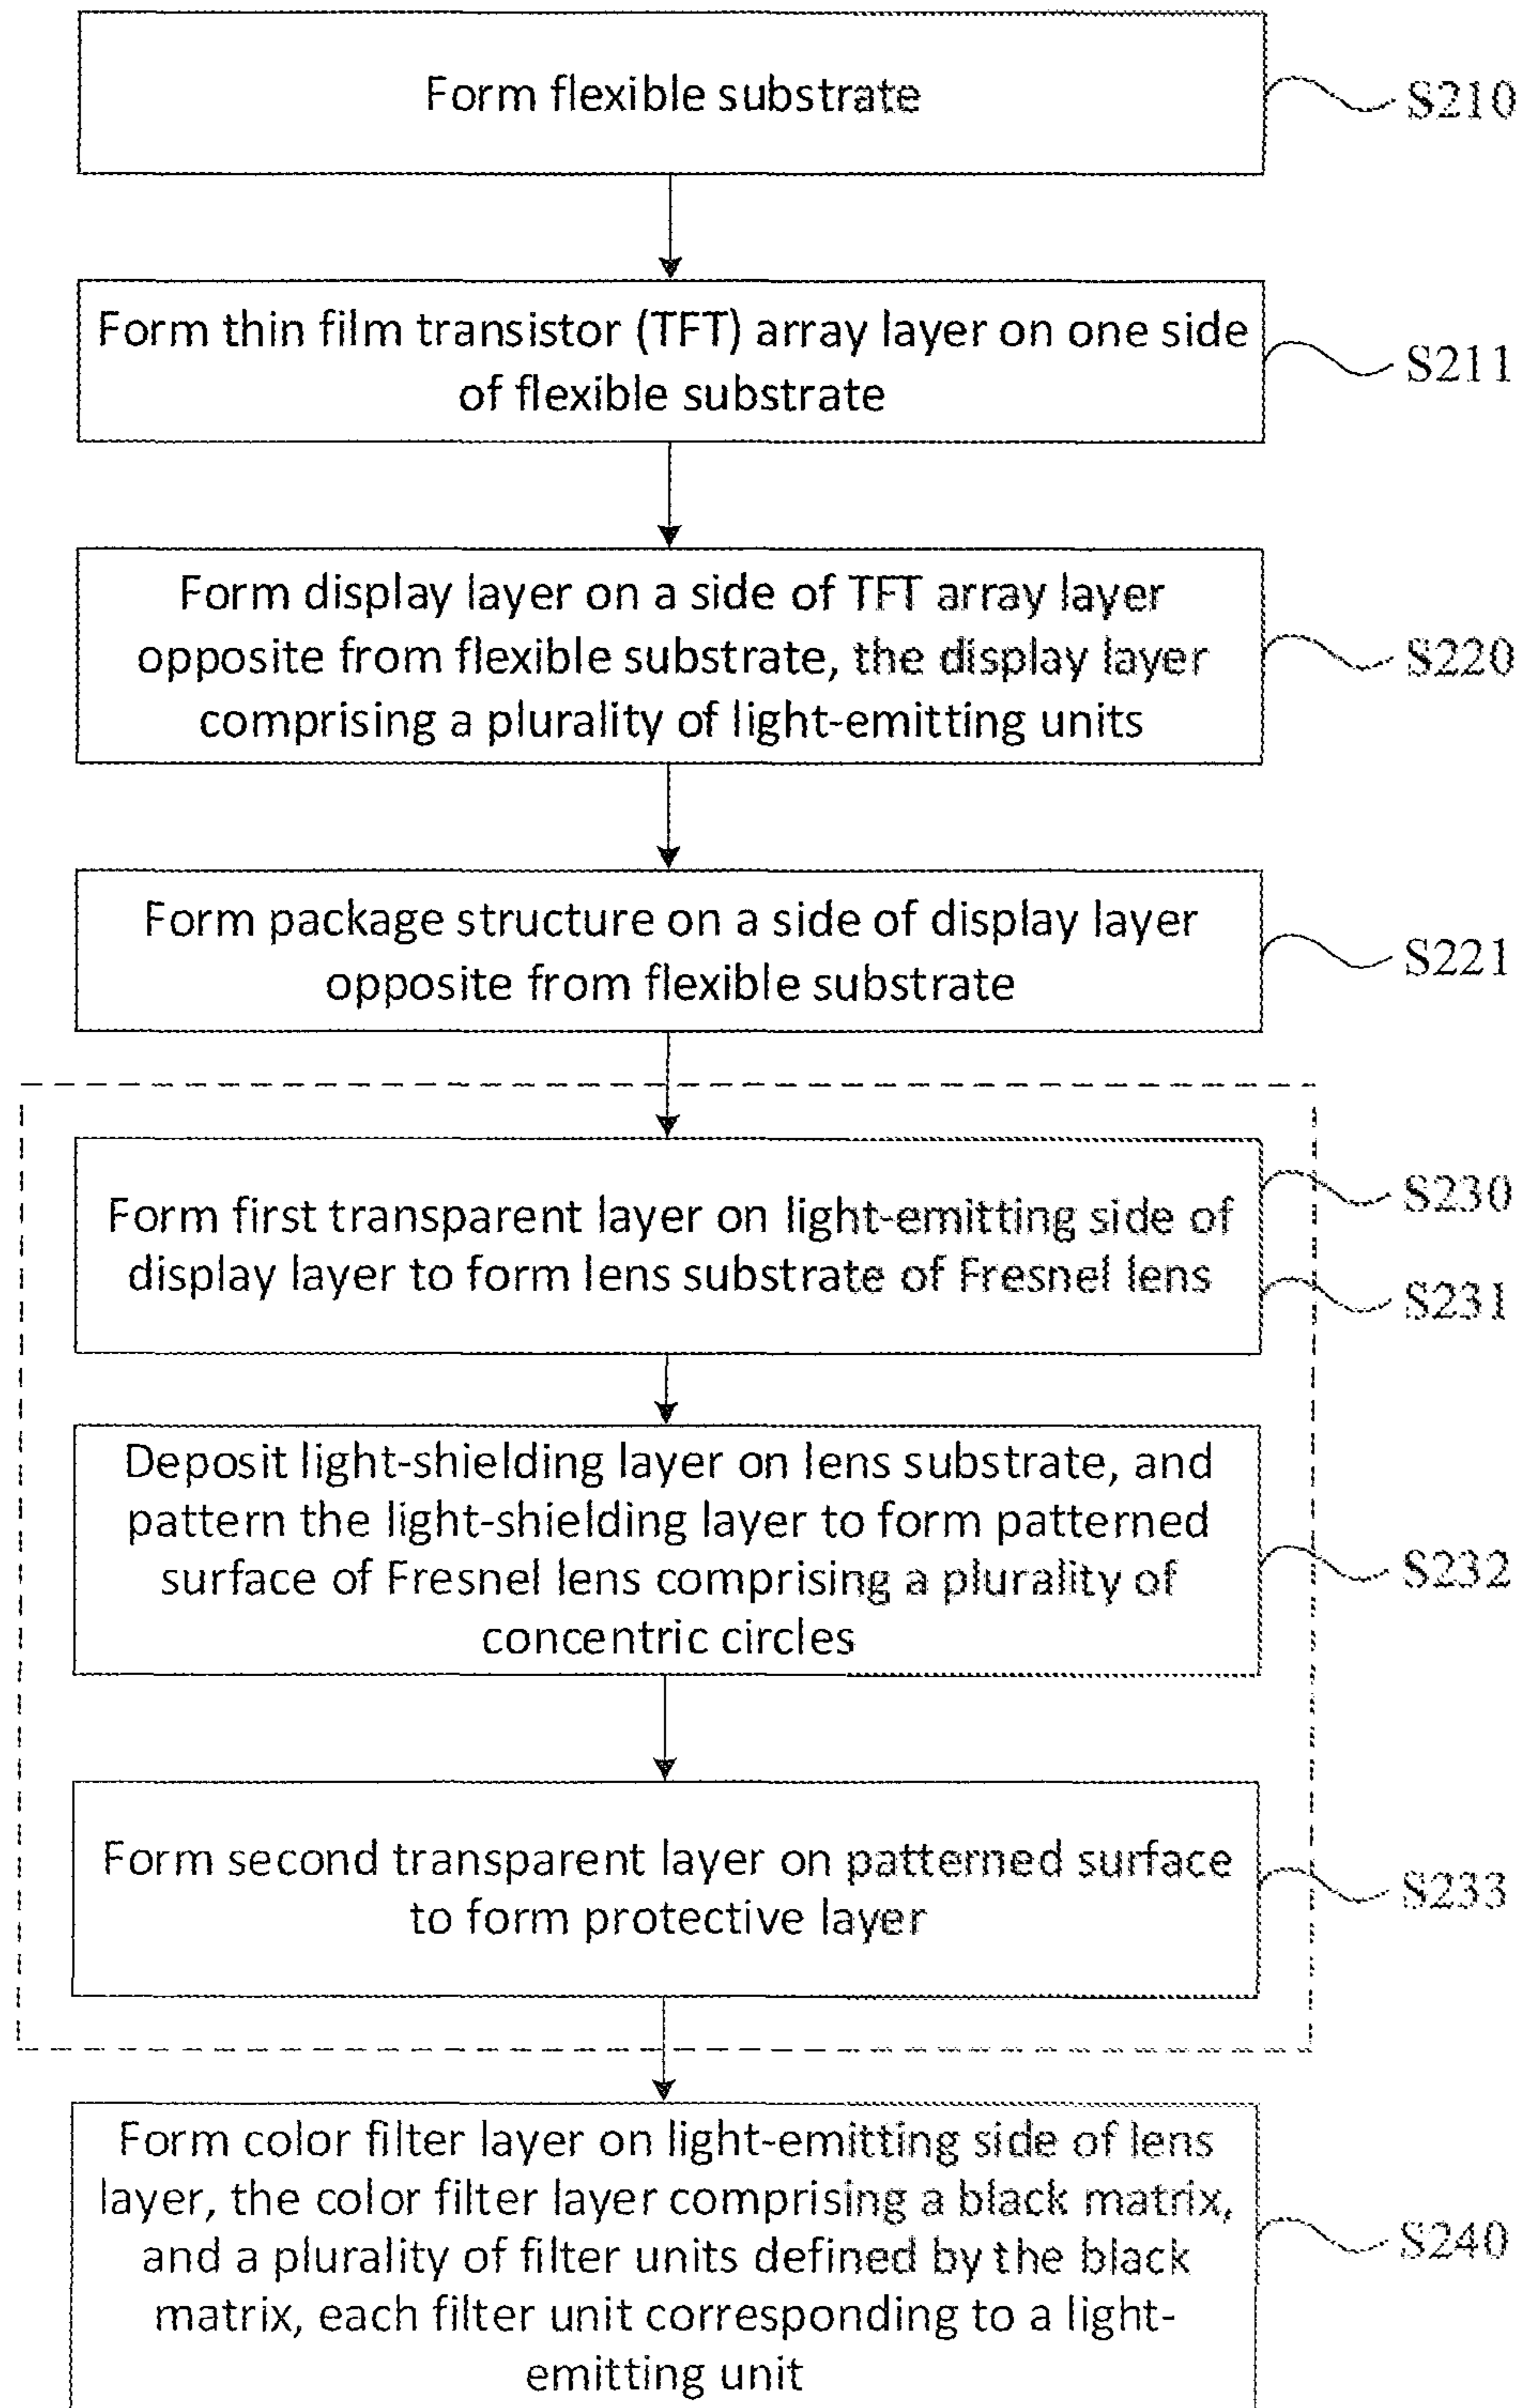 Form flexible substrate
S210
Form thin film transistor (TFT) array layer on one side
of flexible substrate
S211
Form display layer on a side of TFT array layer
opposite from flexible substrate, the display layer
comprising a plurality of light-emitting units
S220
Form package structure on a side of display layer
opposite from flexible substrate
S221
Form first transparent layer on light-emitting side of
display layer to form lens substrate of Fresnel lens
S230
S231
Deposit light-shielding layer on lens substrate, and
pattern the light-shielding layer to form patterned
surface of Fresnel lens comprising a plurality of
concentric circles
S232
Form second transparent layer on patterned surface
to form protective layer
S233
Form color filter layer on light-emitting side of lens
layer, the color filter layer comprising a black matrix,
and a plurality of filter units defined by the black
matrix, each filter unit corresponding to a light-
emitting unit
S240